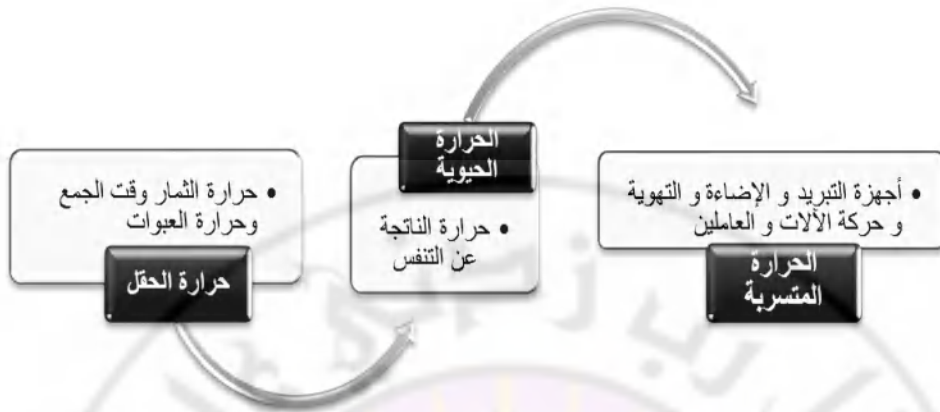 • حرارة الثمار وقت الجمع
وحرارة العبوات
حرارة الحقل
الحرارة
الحيوية
• حرارة الناتجة
عن التنفس
• أجهزة التبريد و الإضاءة و التهوية
و حركة الآلات و العاملين
الحرارة
المتسربة